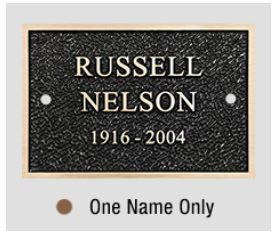 RUSSELL
NELSON
1916 - 2004
One Name Only